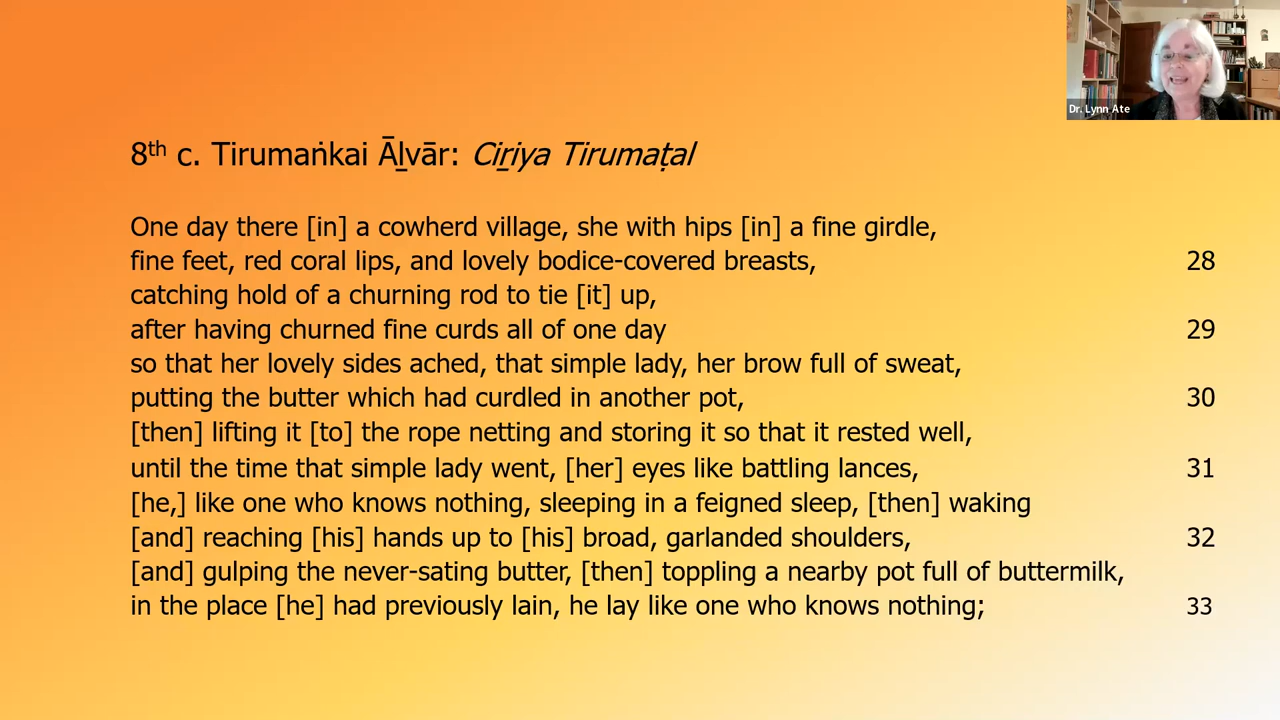 Dr. Lynn Ate
8th c. Tirumaṅkai Āḻvār: Ciṟiya Tirumaṭal
One day there [in] a cowherd village, she with hips [in] a fine girdle,
fine feet, red coral lips, and lovely bodice-covered breasts, 28
catching hold of a churning rod to tie [it] up,
after having churned fine curds all of one day 29
so that her lovely sides ached, that simple lady, her brow full of sweat,
putting the butter which had curdled in another pot, 30
[then] lifting it [to] the rope netting and storing it so that it rested well,
until the time that simple lady went, [her] eyes like battling lances, 31
[he,] like one who knows nothing, sleeping in a feigned sleep, [then] waking
[and] reaching [his] hands up to [his] broad, garlanded shoulders, 32
[and] gulping the never-sating butter, [then] toppling a nearby pot full of buttermilk,
in the place [he] had previously lain, he lay like one who knows nothing; 33